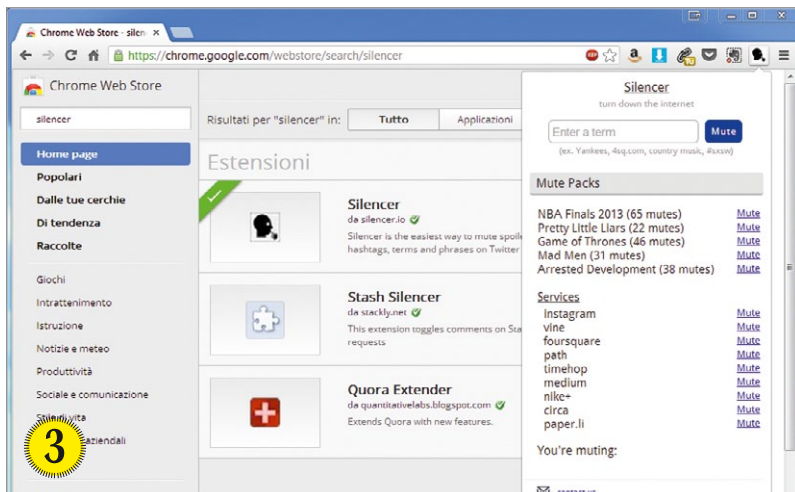 Chrome Web Store - silen
https://chrome.google.com/webstore/search/silencer
Chrome Web Store
silencer
Home page
Popolari
Dalle tue cerchie
Di tendenza
Raccolte
Giochi
Intrattenimento
Istruzione
Notizie e meteo
Produttività
Sociale e comunicazione
Stile di vita
aziendali
3
Risultati per "silencer" in:
Tutto
Applicazioni
Estensioni
Silencer
da silencer.io
Silencer is the easiest way to mute spoile
hashtags, terms and phrases on Twitter
Stash Silencer
da stackly.net
This extension toggles comments on Sta
requests
Quora Extender
da quantitativelabs.blogspot.com
Extends Quora with new features.
Silencer
turn down the internet
Enter a term
Mute
(ex. Yankees, 4sq.com, country music, #sxsw)
Mute Packs
NBA Finals 2013 (65 mutes) Mute
Pretty Little Liars (22 mutes) Mute
Game of Thrones (46 mutes) Mute
Mad Men (31 mutes) Mute
Arrested Development (38 mutes) Mute
Services
instagram Mute
vine Mute
foursquare Mute
path Mute
timehop Mute
medium Mute
nike+ Mute
circa Mute
paper.li Mute
You're muting: